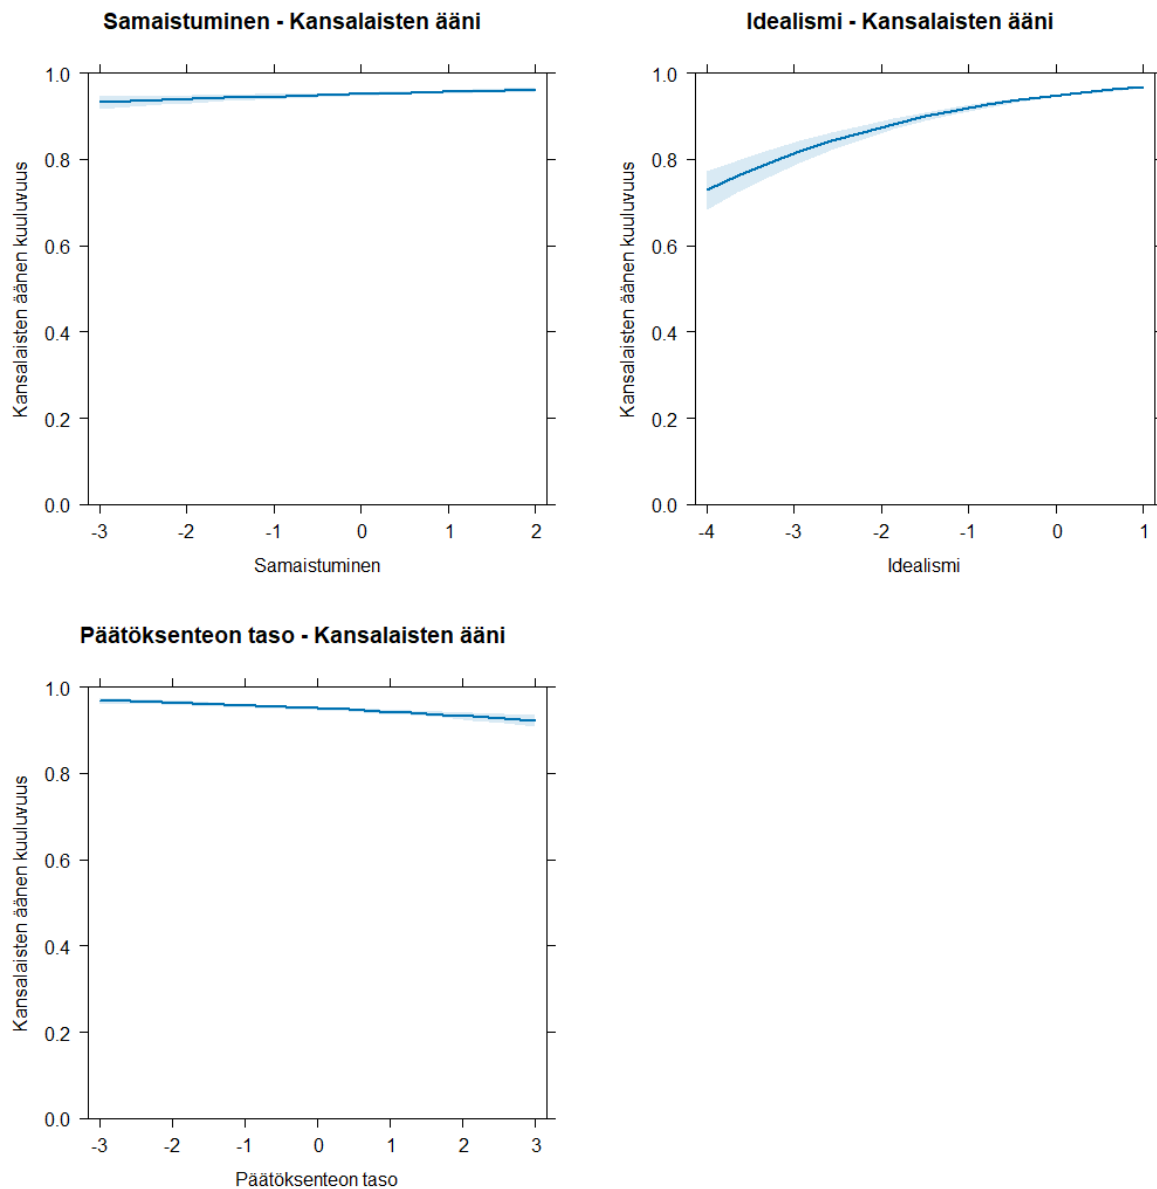 Samaistuminen - Kansalaisten ääni
1.0
0.8
0.6
0.4
0.2
0.0
Kansalaisten äänen kuuluvuus
-3 -2 -1 0 1 2
Samaistuminen
Idealismi - Kansalaisten ääni
1.0
0.8
0.6
0.4
0.2
0.0
Kansalaisten äänen kuuluvuus
-4 -3 -2 -1 0 1
Idealismi
Päätöksenteon taso - Kansalaisten ääni
1.0
0.8
0.6
0.4
0.2
0.0
Kansalaisten äänen kuuluvuus
-3 -2 -1 0 1 2 3
Päätöksenteon taso